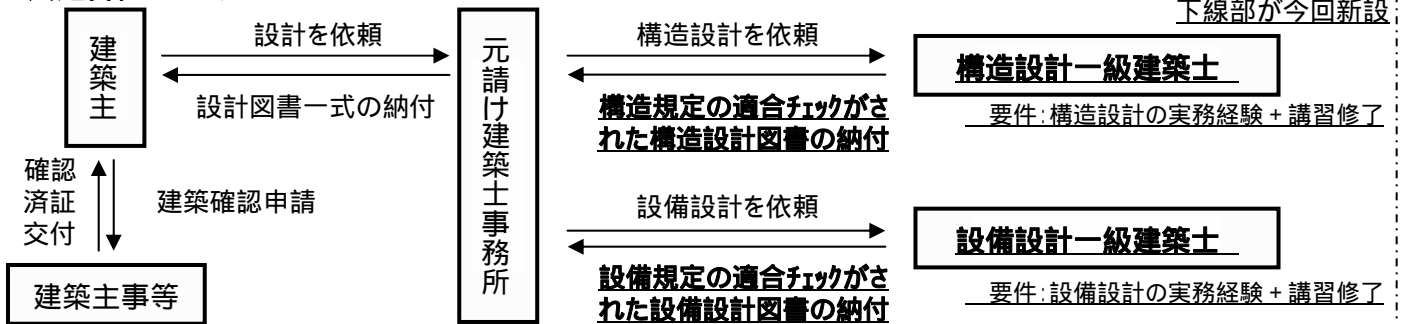 下線部が今回新設
建築主
設計を依頼
設計図書一式の納付
元請け建築士事務所
構造設計を依頼
構造規定の適合ﾁｪｯｸがさ
れた構造設計図書の納付
構造設計一級建築士
要件:構造設計の実務経験+講習修了
確認
済証
交付
建築確認申請
設備設計を依頼
設備規定の適合ﾁｪｯｸがさ
れた設備設計図書の納付
設備設計一級建築士
要件:設備設計の実務経験+講習修了
建築主事等